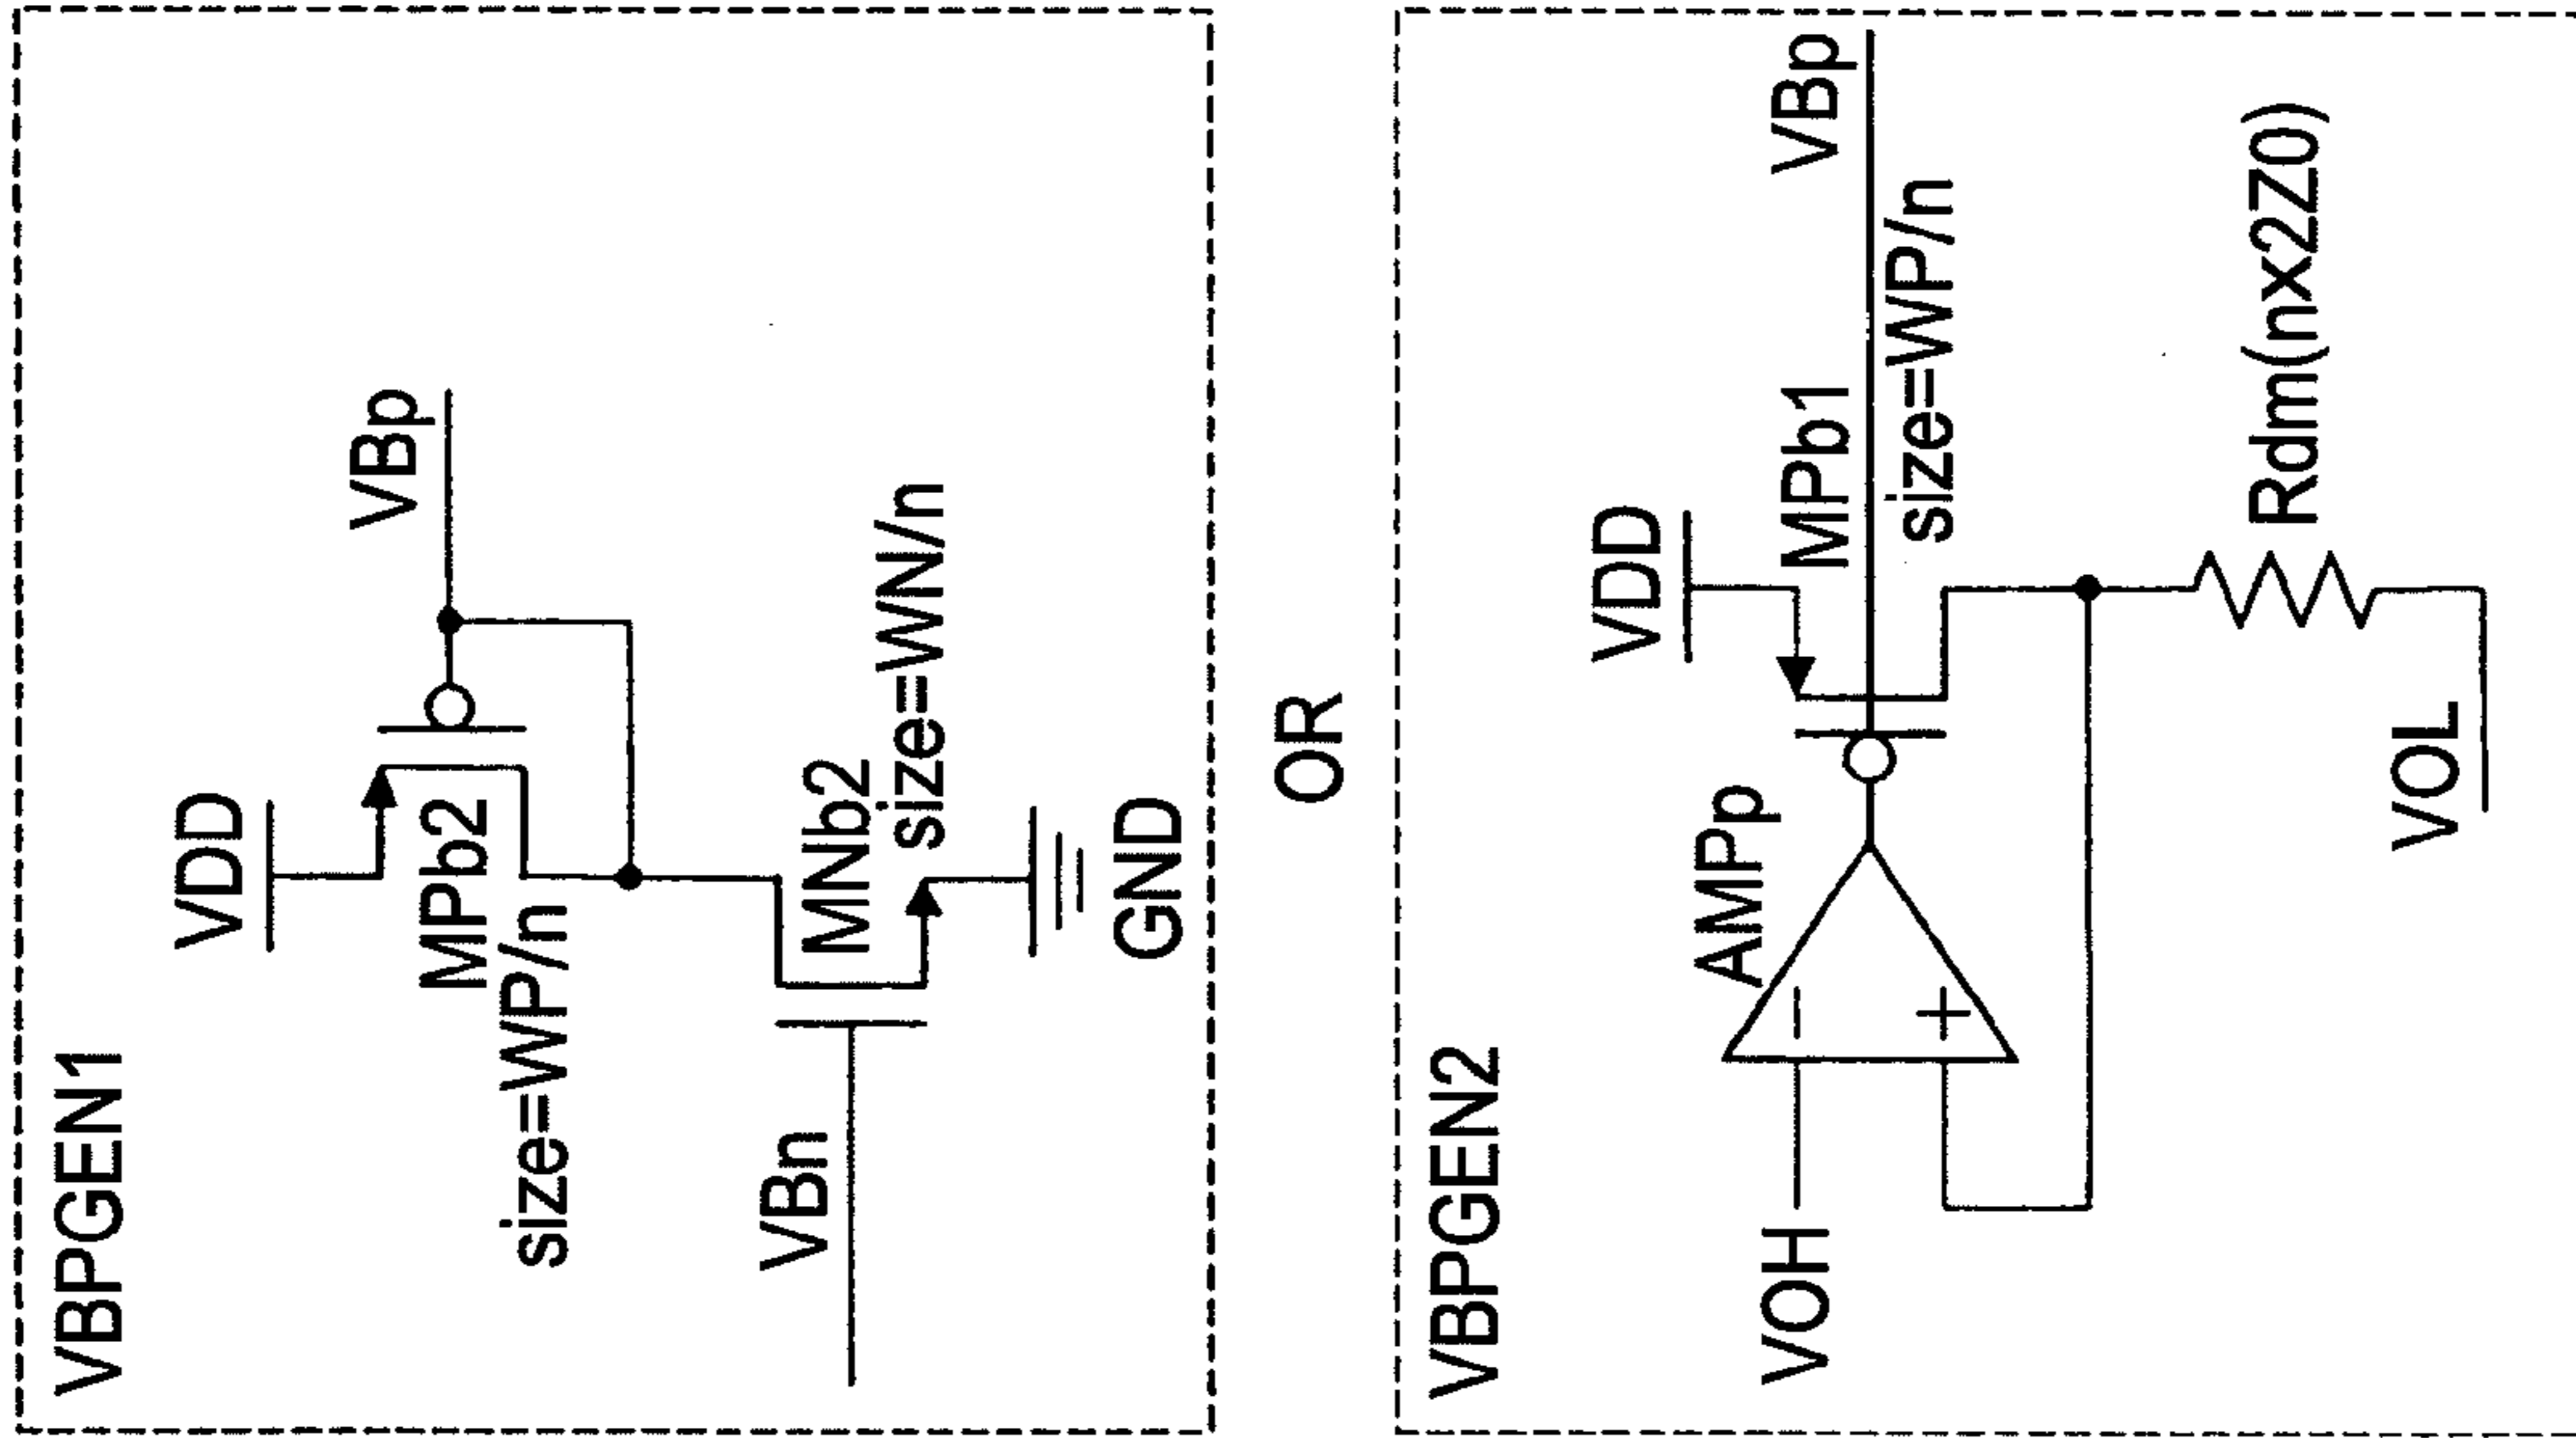 VBPGEN1
VDD
VBp
MPb2
size=WP/n
VBn
MNb2
size=WN/n
GND
OR
VBPGEN2
VDD
AMPp
MPb1
VBp
size=WP/n
VOH
−
+
Rdm(nx2Z0)
VOL